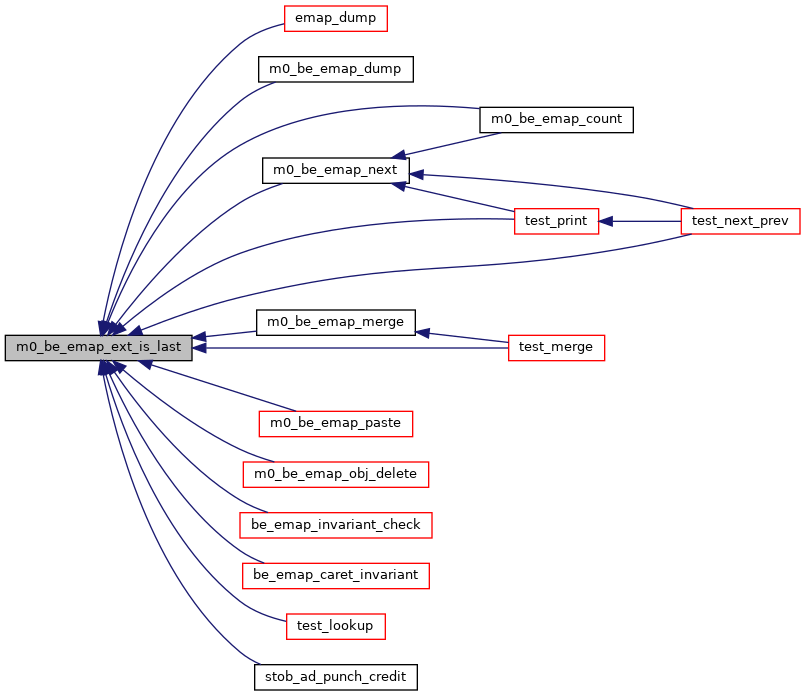 emap_dump
m0_be_emap_dump
m0_be_emap_count
m0_be_emap_next
test_print
test_next_prev
m0_be_emap_merge
m0_be_emap_ext_is_last
test_merge
m0_be_emap_paste
m0_be_emap_obj_delete
be_emap_invariant_check
be_emap_caret_invariant
test_lookup
stob_ad_punch_credit